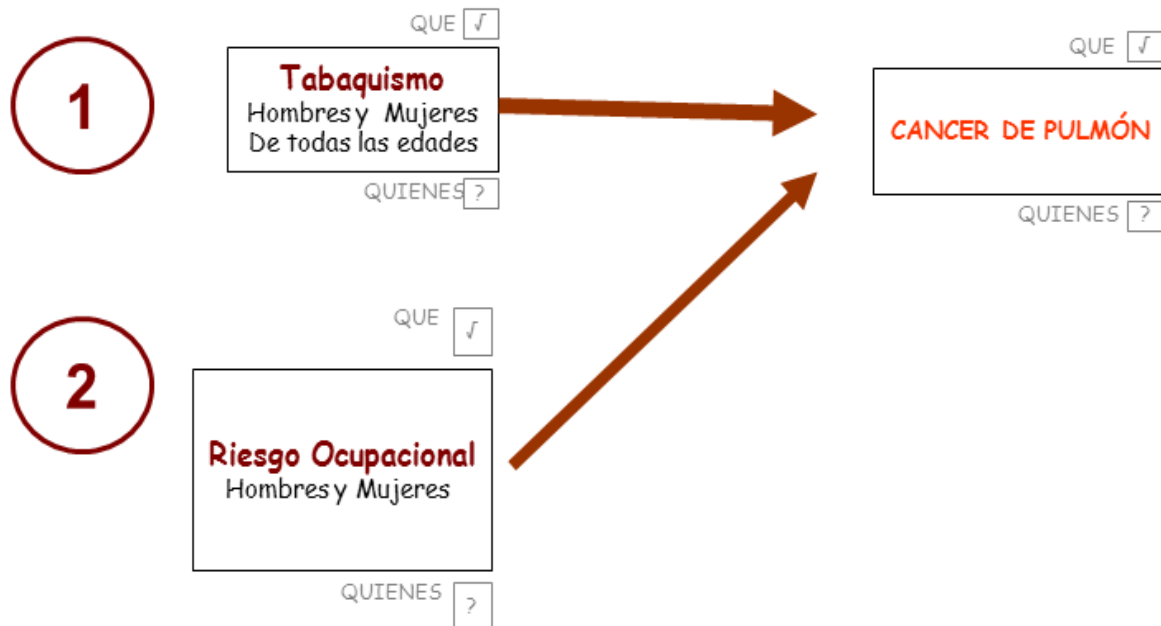 QUE √
1
Tabaquismo
Hombres y Mujeres
De todas las edades
QUIENES ?
QUE √
CANCER DE PULMÓN
QUIENES ?
QUE √
2
Riesgo Ocupacional
Hombres y Mujeres
QUIENES ?